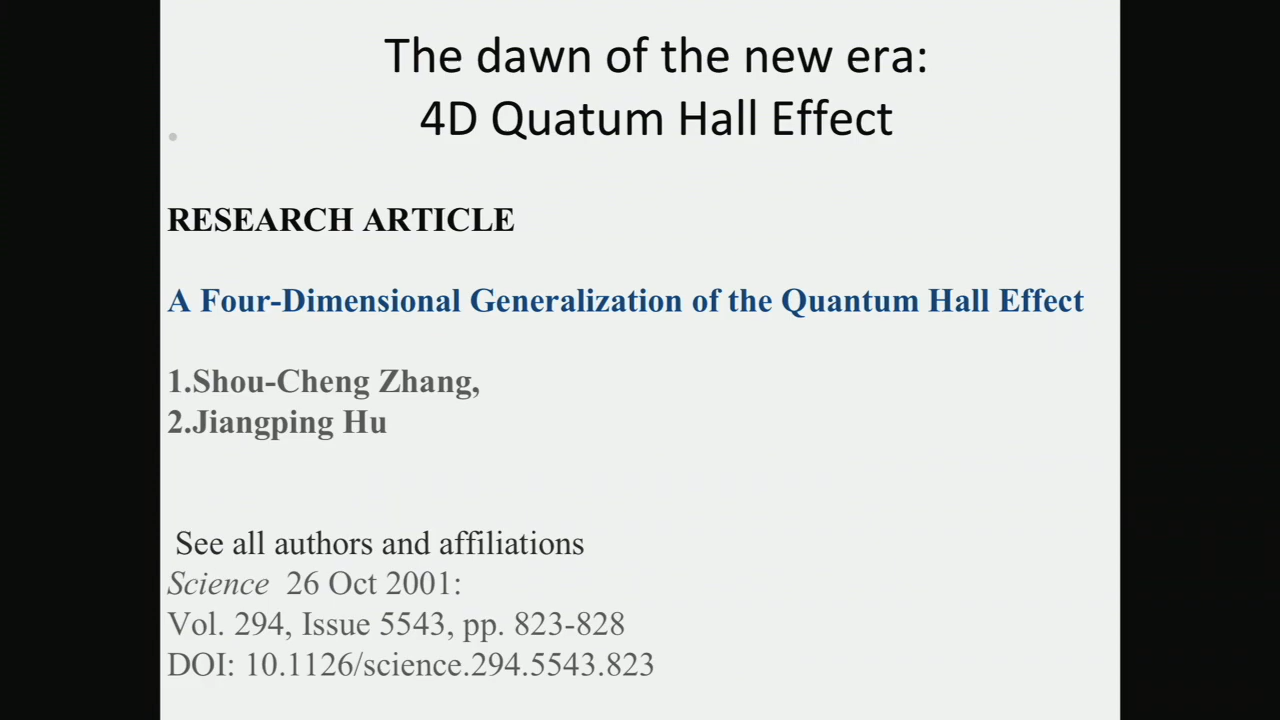 The dawn of the new era:
4D Quatum Hall Effect
RESEARCH ARTICLE
A Four-Dimensional Generalization of the Quantum Hall Effect
1.Shou-Cheng Zhang,
2.Jiangping Hu
See all authors and affiliations
Science 26 Oct 2001:
Vol. 294, Issue 5543, pp. 823-828
DOI: 10.1126/science.294.5543.823